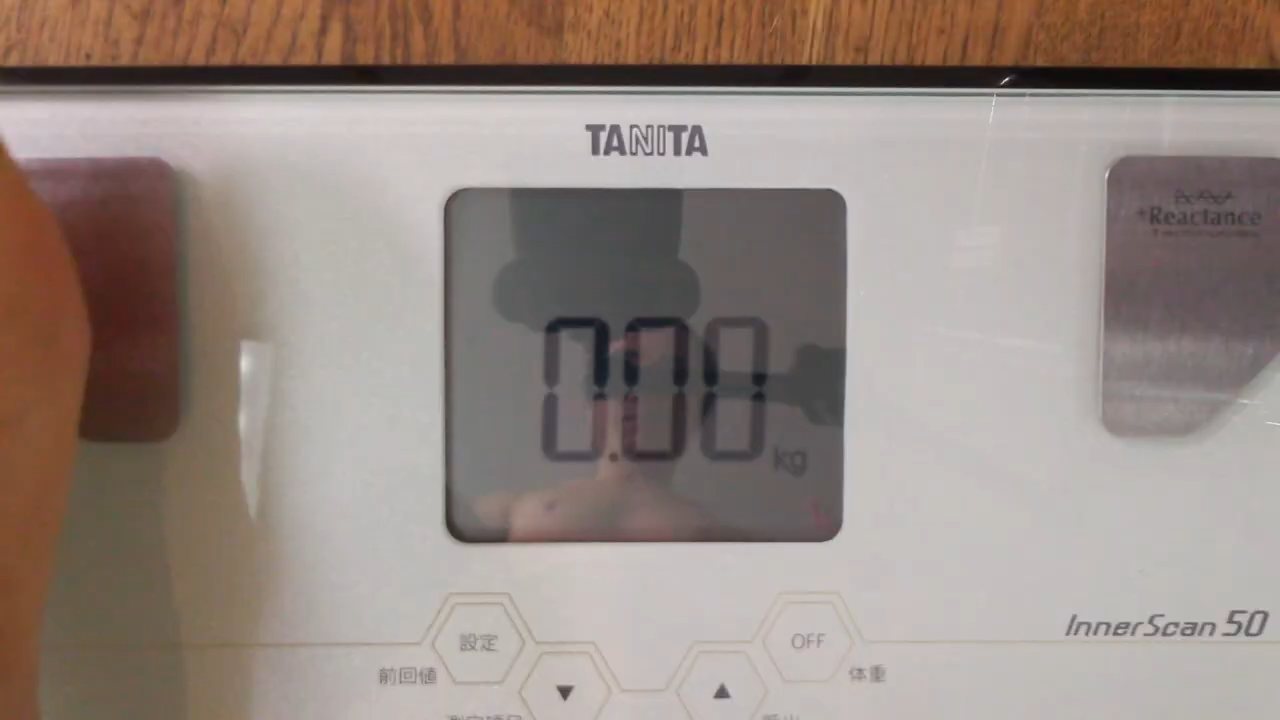 TANITA
Reactance
0.00 kg
InnerScan 50
設定
OFF
前回値
体重
▼
▲